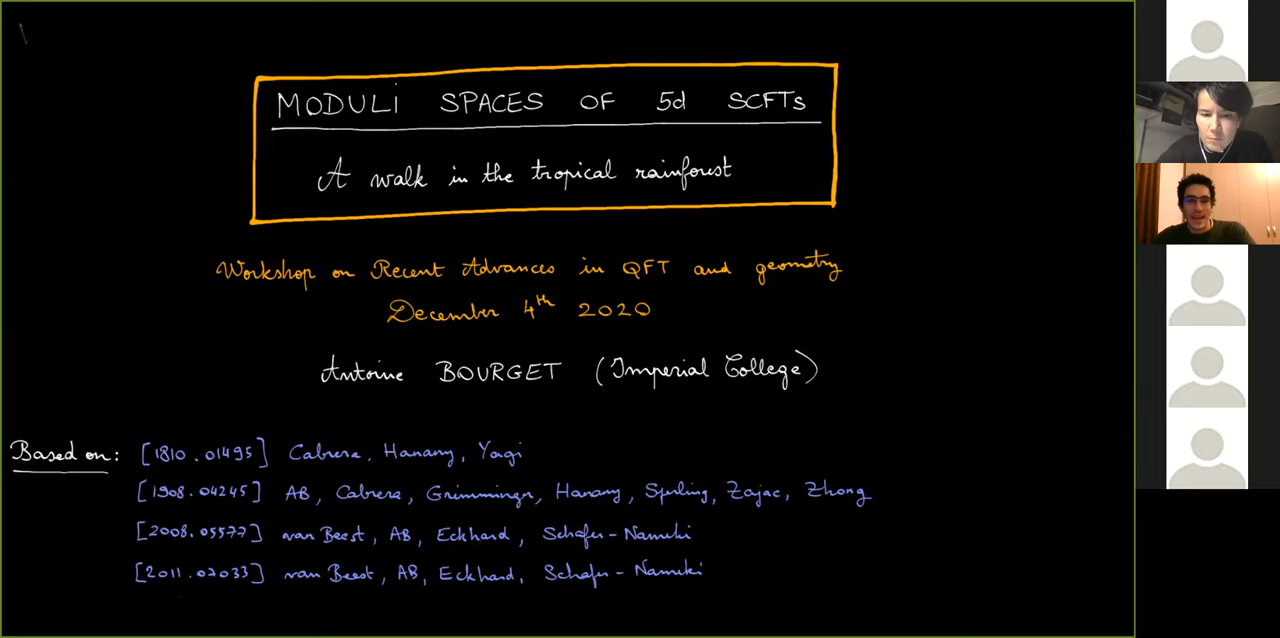 MODULI SPACES OF 5d SCFTs
A walk in the tropical rainforest
Workshop on Recent Advances in QFT and geometry
December 4th 2020
Antoine BOURGET (Imperial College)
Based on: [1810.01495] Cabrera, Hanany, Yagi
[1908.04245] AB, Cabrera, Grimminger, Hanany, Sperling, Zajac, Zhong
[2008.05577] van Beest, AB, Eckhard, Schafer-Nameki
[2011.07033] van Beest, AB, Eckhard, Schafer-Nameki